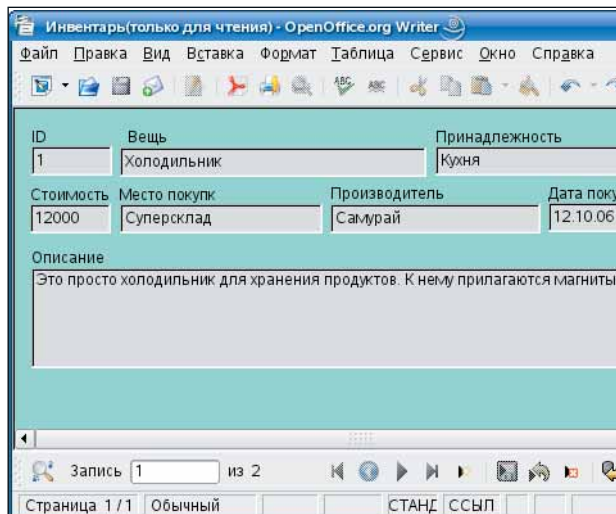 Инвентарь(только для чтения) - OpenOffice.org Writer
Файл Правка Вид Вставка Формат Таблица Сервис Окно Справка
ABC ABC
ID Вещь Принадлежность
1 Холодильник Кухня
Стоимость Место покупк Производитель Дата поку
12000 Суперсклад Самурай 12.10.06
Описание
Это просто холодильник для хранения продуктов. К нему прилагаются магниты
Запись 1 из 2
Страница 1/1 Обычный СТАНД ССЫЛ